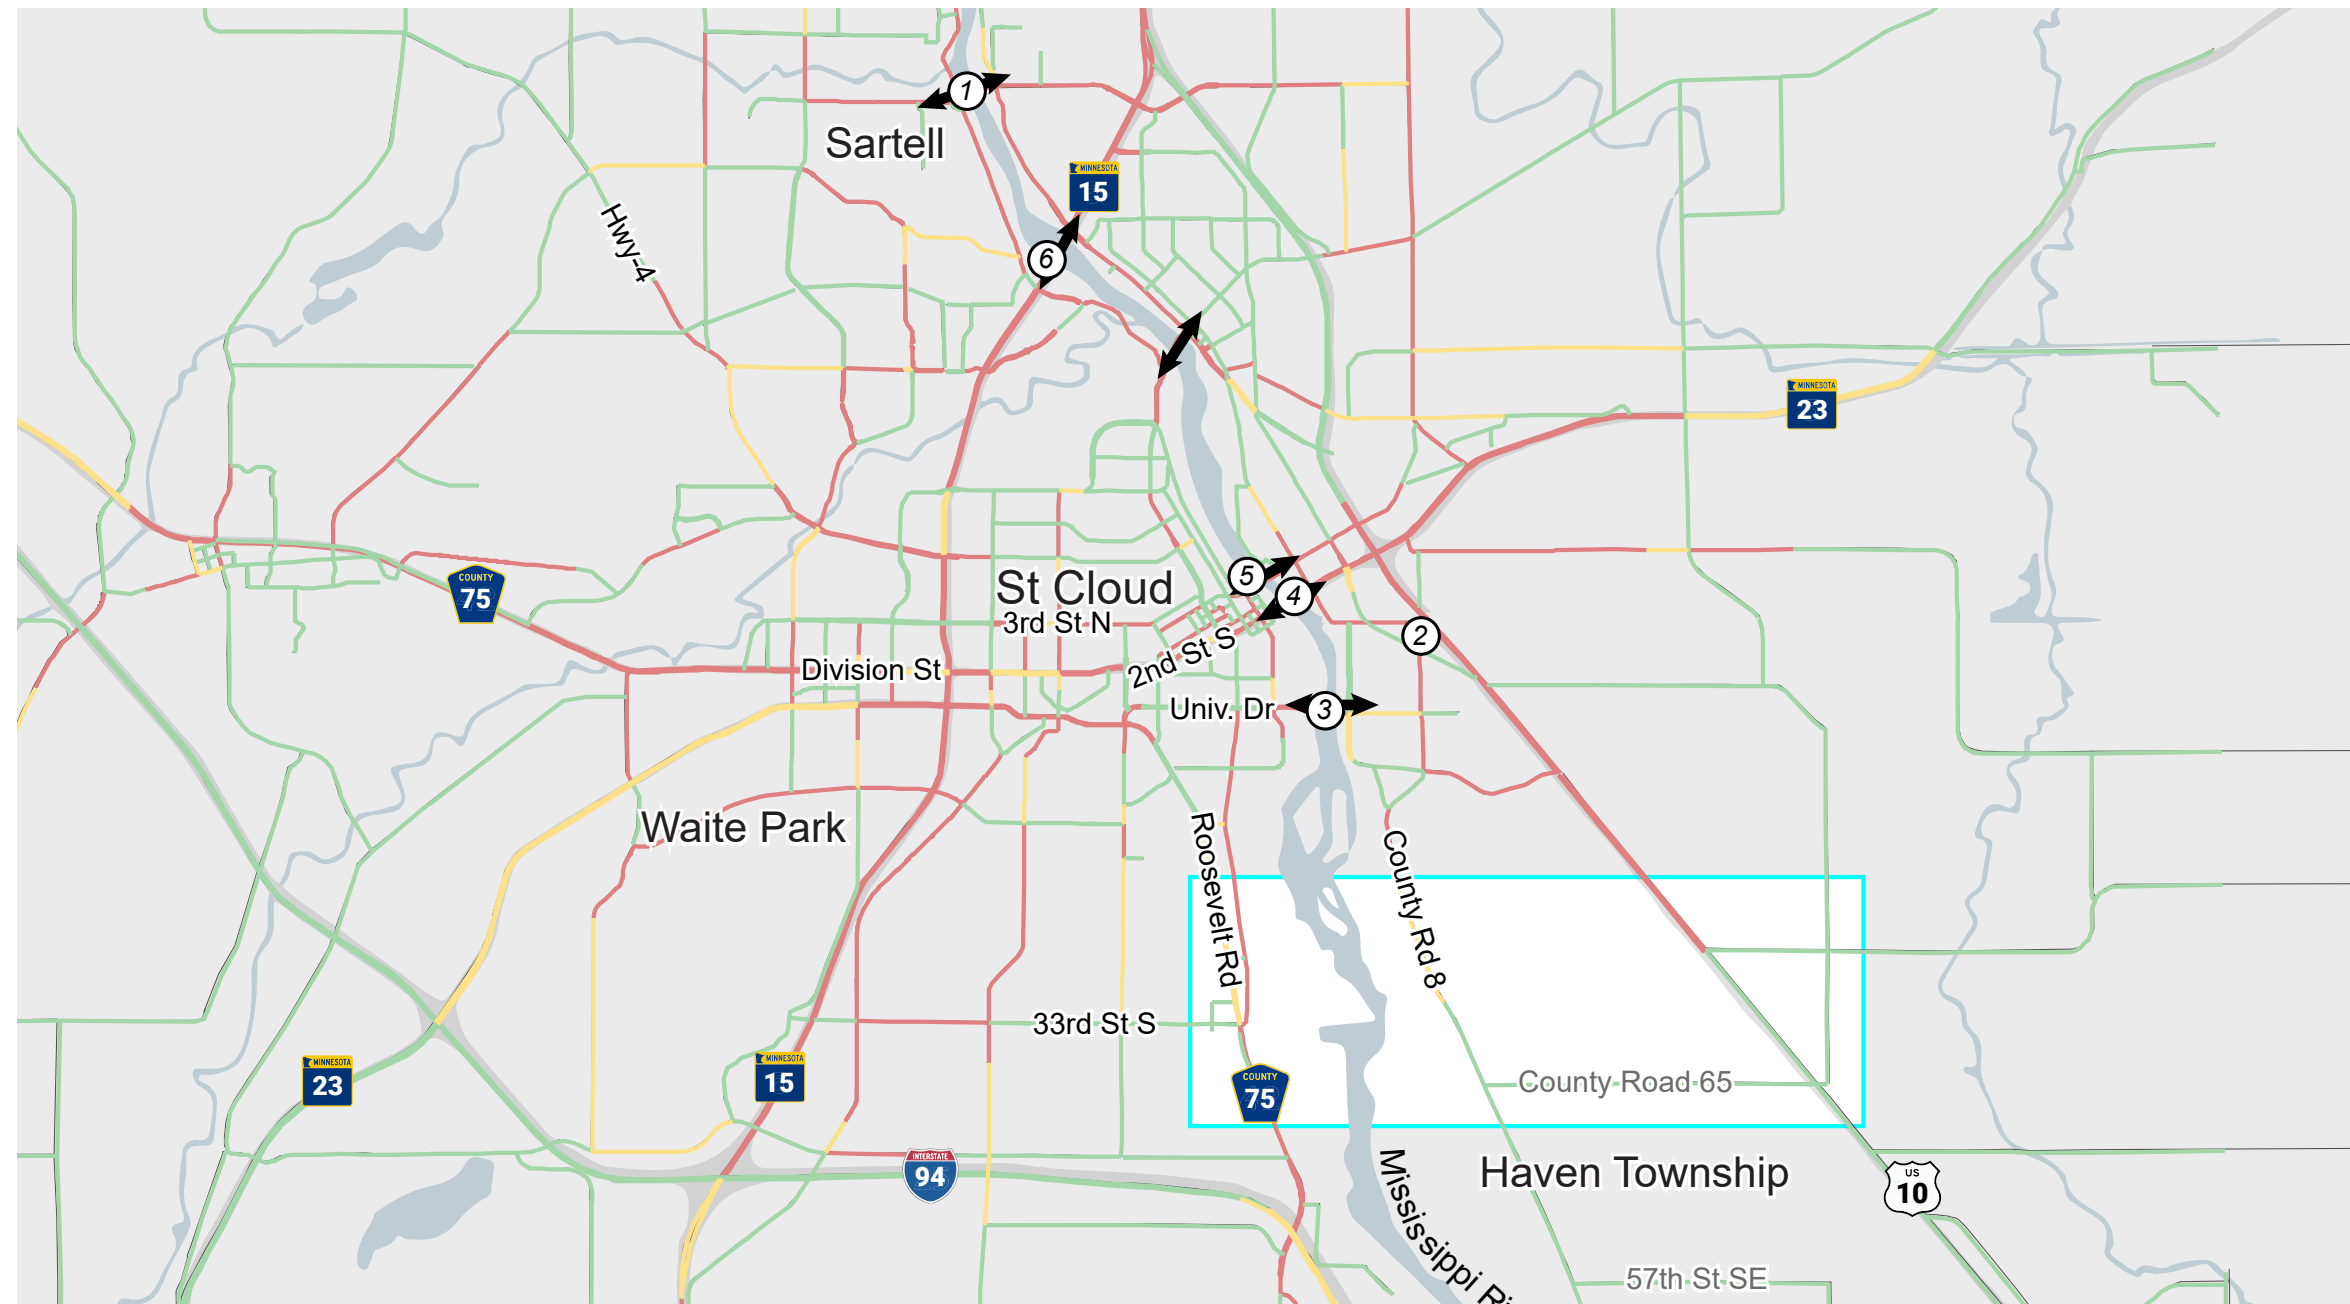 1
Sartell
MINNESOTA
15
Hwy-4
6
MINNESOTA
23
COUNTY
75
St Cloud
5
4
3rd St N
2
2nd St S
Division St
Univ. Dr
3
Waite Park
Roosevelt Rd
County Rd 8
33rd St S
MINNESOTA
23
MINNESOTA
15
COUNTY
75
County Road 65
INTERSTATE
94
Haven Township
US
10
Mississippi Ri
57th St SE